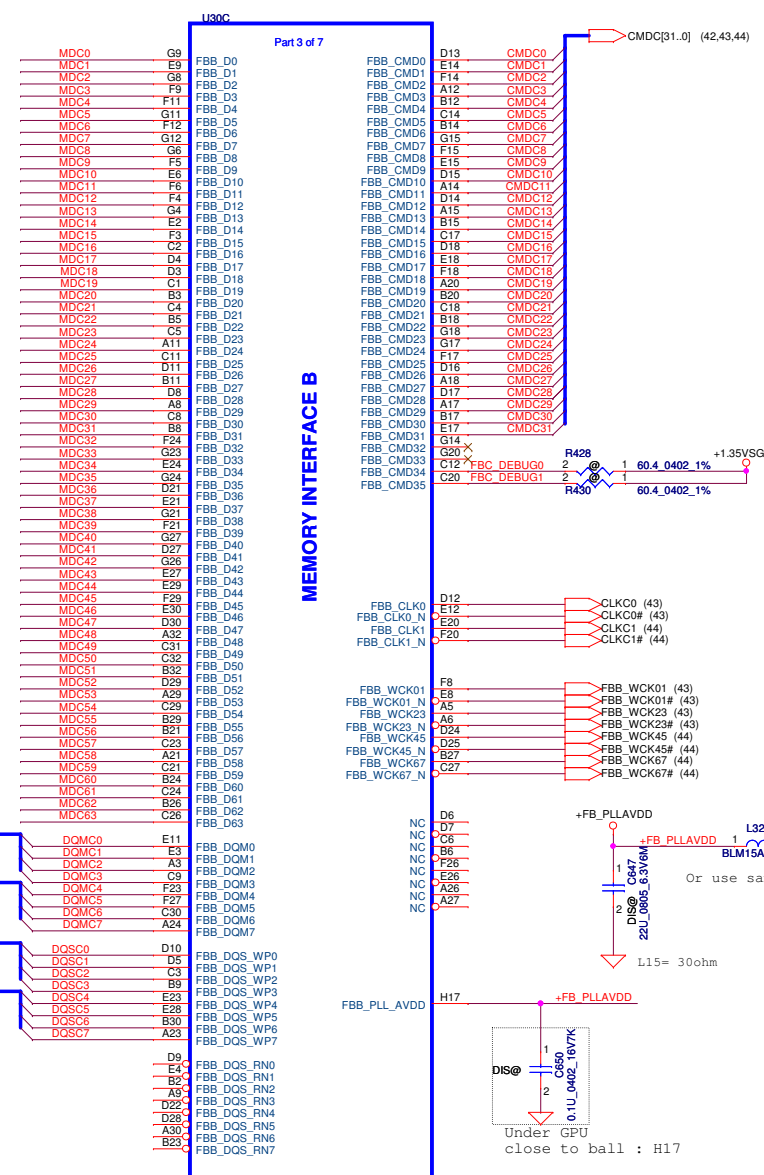 U30C
Part 3 of 7
CMDC[31..0] (42,43,44)
MDC0 G9 FBB_D0 FBB_CMD0 D13 CMDC0
MDC1 E9 FBB_D1 FBB_CMD1 E14 CMDC1
MDC2 G8 FBB_D2 FBB_CMD2 F14 CMDC2
MDC3 F9 FBB_D3 FBB_CMD3 A12 CMDC3
MDC4 F11 FBB_D4 FBB_CMD4 B12 CMDC4
MDC5 G11 FBB_D5 FBB_CMD5 C14 CMDC5
MDC6 F12 FBB_D6 FBB_CMD6 B14 CMDC6
MDC7 G12 FBB_D7 FBB_CMD7 G15 CMDC7
MDC8 G6 FBB_D8 FBB_CMD8 F15 CMDC8
MDC9 F5 FBB_D9 FBB_CMD9 E15 CMDC9
MDC10 E6 FBB_D10 FBB_CMD10 D15 CMDC10
MDC11 F6 FBB_D11 FBB_CMD11 A14 CMDC11
MDC12 F4 FBB_D12 FBB_CMD12 D14 CMDC12
MDC13 G4 FBB_D13 FBB_CMD13 A15 CMDC13
MDC14 E2 FBB_D14 FBB_CMD14 B15 CMDC14
MDC15 F3 FBB_D15 FBB_CMD15 C17 CMDC15
MDC16 C2 FBB_D16 FBB_CMD16 D18 CMDC16
MDC17 D4 FBB_D17 FBB_CMD17 E18 CMDC17
MDC18 D3 FBB_D18 FBB_CMD18 F18 CMDC18
MDC19 C1 FBB_D19 FBB_CMD19 A20 CMDC19
MDC20 B3 FBB_D20 FBB_CMD20 B20 CMDC20
MDC21 C4 FBB_D21 FBB_CMD21 C18 CMDC21
MDC22 B5 FBB_D22 FBB_CMD22 B18 CMDC22
MDC23 C5 FBB_D23 FBB_CMD23 G18 CMDC23
MDC24 A11 FBB_D24 FBB_CMD24 G17 CMDC24
MDC25 C11 FBB_D25 FBB_CMD25 F17 CMDC25
MDC26 D11 FBB_D26 FBB_CMD26 D16 CMDC26
MDC27 B11 FBB_D27 FBB_CMD27 A18 CMDC27
MDC28 D8 FBB_D28 FBB_CMD28 D17 CMDC28
MDC29 A8 FBB_D29 FBB_CMD29 A17 CMDC29
MDC30 C8 FBB_D30 FBB_CMD30 B17 CMDC30
MDC31 B8 FBB_D31 FBB_CMD31 E17 CMDC31
MDC32 F24 FBB_D32 FBB_CMD32 G14
MDC33 G23 FBB_D33 FBB_CMD33 G20
MDC34 E24 FBB_D34 FBB_CMD34 C12 FBC_DEBUG0 R428 2 @ 1 60.4_0402_1% +1.35VSG
MDC35 G24 FBB_D35 FBB_CMD35 C20 FBC_DEBUG1 R430 2 @ 1 60.4_0402_1%
MDC36 D21 FBB_D36
MDC37 E21 FBB_D37
MDC38 G21 FBB_D38
MDC39 F21 FBB_D39
MDC40 G27 FBB_D40
MDC41 D27 FBB_D41
MDC42 G26 FBB_D42
MDC43 E27 FBB_D43
MDC44 E29 FBB_D44
MDC45 F29 FBB_D45 FBB_CLK0 D12 CLKC0 (43)
MDC46 E30 FBB_D46 FBB_CLK0_N E12 CLKC0# (43)
MDC47 D30 FBB_D47 FBB_CLK1 E20 CLKC1 (44)
MDC48 A32 FBB_D48 FBB_CLK1_N F20 CLKC1# (44)
MDC49 C31 FBB_D49
MDC50 C32 FBB_D50
MDC51 B32 FBB_D51
MDC52 D29 FBB_D52 FBB_WCK01 F8 FBB_WCK01 (43)
MDC53 A29 FBB_D53 FBB_WCK01_N E8 FBB_WCK01# (43)
MDC54 C29 FBB_D54 FBB_WCK23 A5 FBB_WCK23 (43)
MDC55 B29 FBB_D55 FBB_WCK23_N A6 FBB_WCK23# (43)
MDC56 B21 FBB_D56 FBB_WCK45 D24 FBB_WCK45 (44)
MDC57 C23 FBB_D57 FBB_WCK45_N D25 FBB_WCK45# (44)
MDC58 A21 FBB_D58 FBB_WCK67 B27 FBB_WCK67 (44)
MDC59 C21 FBB_D59 FBB_WCK67_N C27 FBB_WCK67# (44)
MDC60 B24 FBB_D60
MDC61 C24 FBB_D61
MDC62 B26 FBB_D62
MDC63 C26 FBB_D63
MEMORY INTERFACE B
NC D6
NC D7
NC C6
NC B6
NC F26
NC E26
NC A26
NC A27
DQMC0 E11 FBB_DQM0
DQMC1 E3 FBB_DQM1
DQMC2 A3 FBB_DQM2
DQMC3 C9 FBB_DQM3
DQMC4 F23 FBB_DQM4
DQMC5 F27 FBB_DQM5
DQMC6 C30 FBB_DQM6
DQMC7 A24 FBB_DQM7
+FB_PLLAVDD
+FB_PLLAVDD 1 L32
BLM15A
Or use sa
1
2
DIS@ C647
22U_0805_6.3V6M
L15= 30ohm
DQSC0 D10 FBB_DQS_WP0
DQSC1 D5 FBB_DQS_WP1
DQSC2 C3 FBB_DQS_WP2
DQSC3 B9 FBB_DQS_WP3
DQSC4 E23 FBB_DQS_WP4
DQSC5 E28 FBB_DQS_WP5
DQSC6 B30 FBB_DQS_WP6
DQSC7 A23 FBB_DQS_WP7
FBB_PLL_AVDD H17 +FB_PLLAVDD
D9 FBB_DQS_RN0
E4 FBB_DQS_RN1
B2 FBB_DQS_RN2
A9 FBB_DQS_RN3
D22 FBB_DQS_RN4
D28 FBB_DQS_RN5
A30 FBB_DQS_RN6
B23 FBB_DQS_RN7
DIS@
1
2
C650
0.1U_0402_16V7K
Under GPU
close to ball : H17